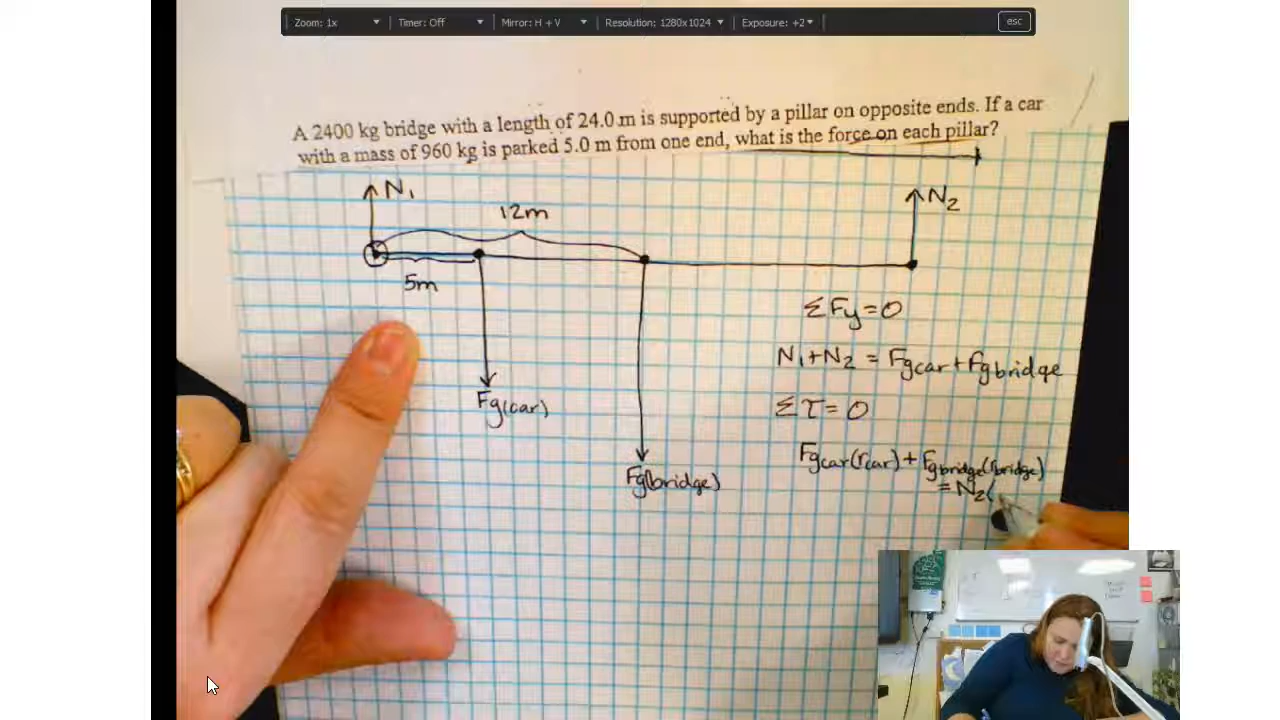 Zoom: 1x Timer: Off Mirror: H + V Resolution: 1280x1024 Exposure: +2 esc
A 2400 kg bridge with a length of 24.0 m is supported by a pillar on opposite ends. If a car
with a mass of 960 kg is parked 5.0 m from one end, what is the force on each pillar?
N₁
N₂
12m
5m
ΣFy=0
N₁+N₂ = Fgcar+Fgbridge
Fg(car)
Στ=0
Fgcar(rcar)+Fgbridge(rbridge)
=N₂(
Fg(bridge)